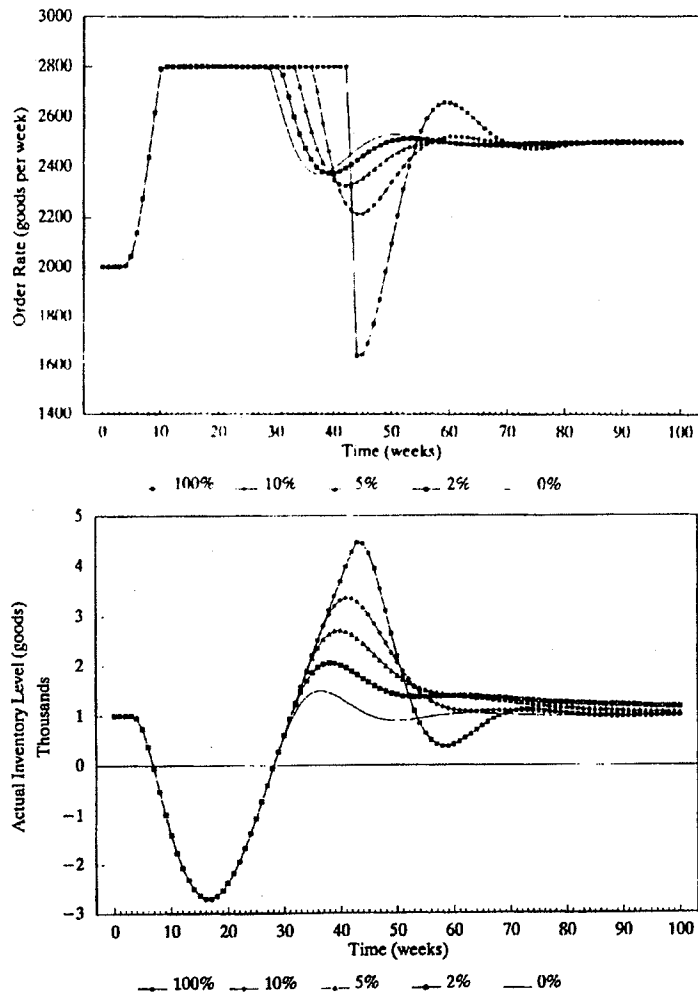 3000
2800
2600
2400
2200
2000
1800
1600
1400
Order Rate (goods per week)
0 10 20 30 40 50 60 70 80 90 100
Time (weeks)
100% 10% 5% 2% 0%
5
4
3
2
1
0
−1
−2
−3
Actual Inventory Level (goods)
Thousands
0 10 20 30 40 50 60 70 80 90 100
Time (weeks)
100% 10% 5% 2% 0%